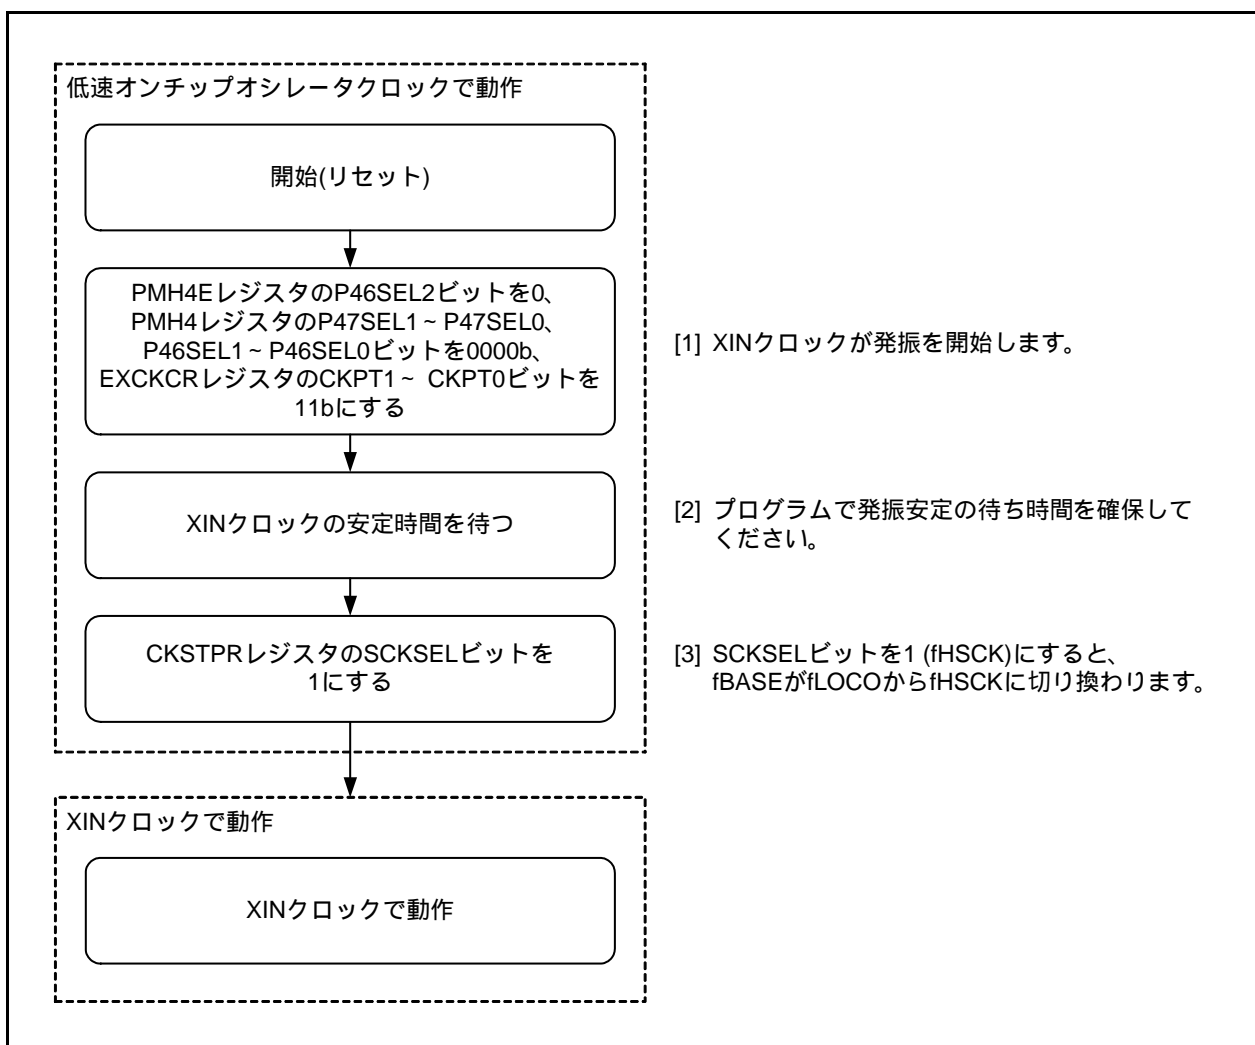 低速オンチップオシレータクロックで動作
開始(リセット)
PMH4EレジスタのP46SEL2ビットを0、
PMH4レジスタのP47SEL1~P47SEL0、
P46SEL1~P46SEL0ビットを0000b、
EXCKCRレジスタのCKPT1~ CKPT0ビットを
11bにする
[1] XINクロックが発振を開始します。
XINクロックの安定時間を待つ
[2] プログラムで発振安定の待ち時間を確保して
ください。
CKSTPRレジスタのSCKSELビットを
1にする
[3] SCKSELビットを1 (fHSCK)にすると、
fBASEがfLOCOからfHSCKに切り換わります。
XINクロックで動作
XINクロックで動作